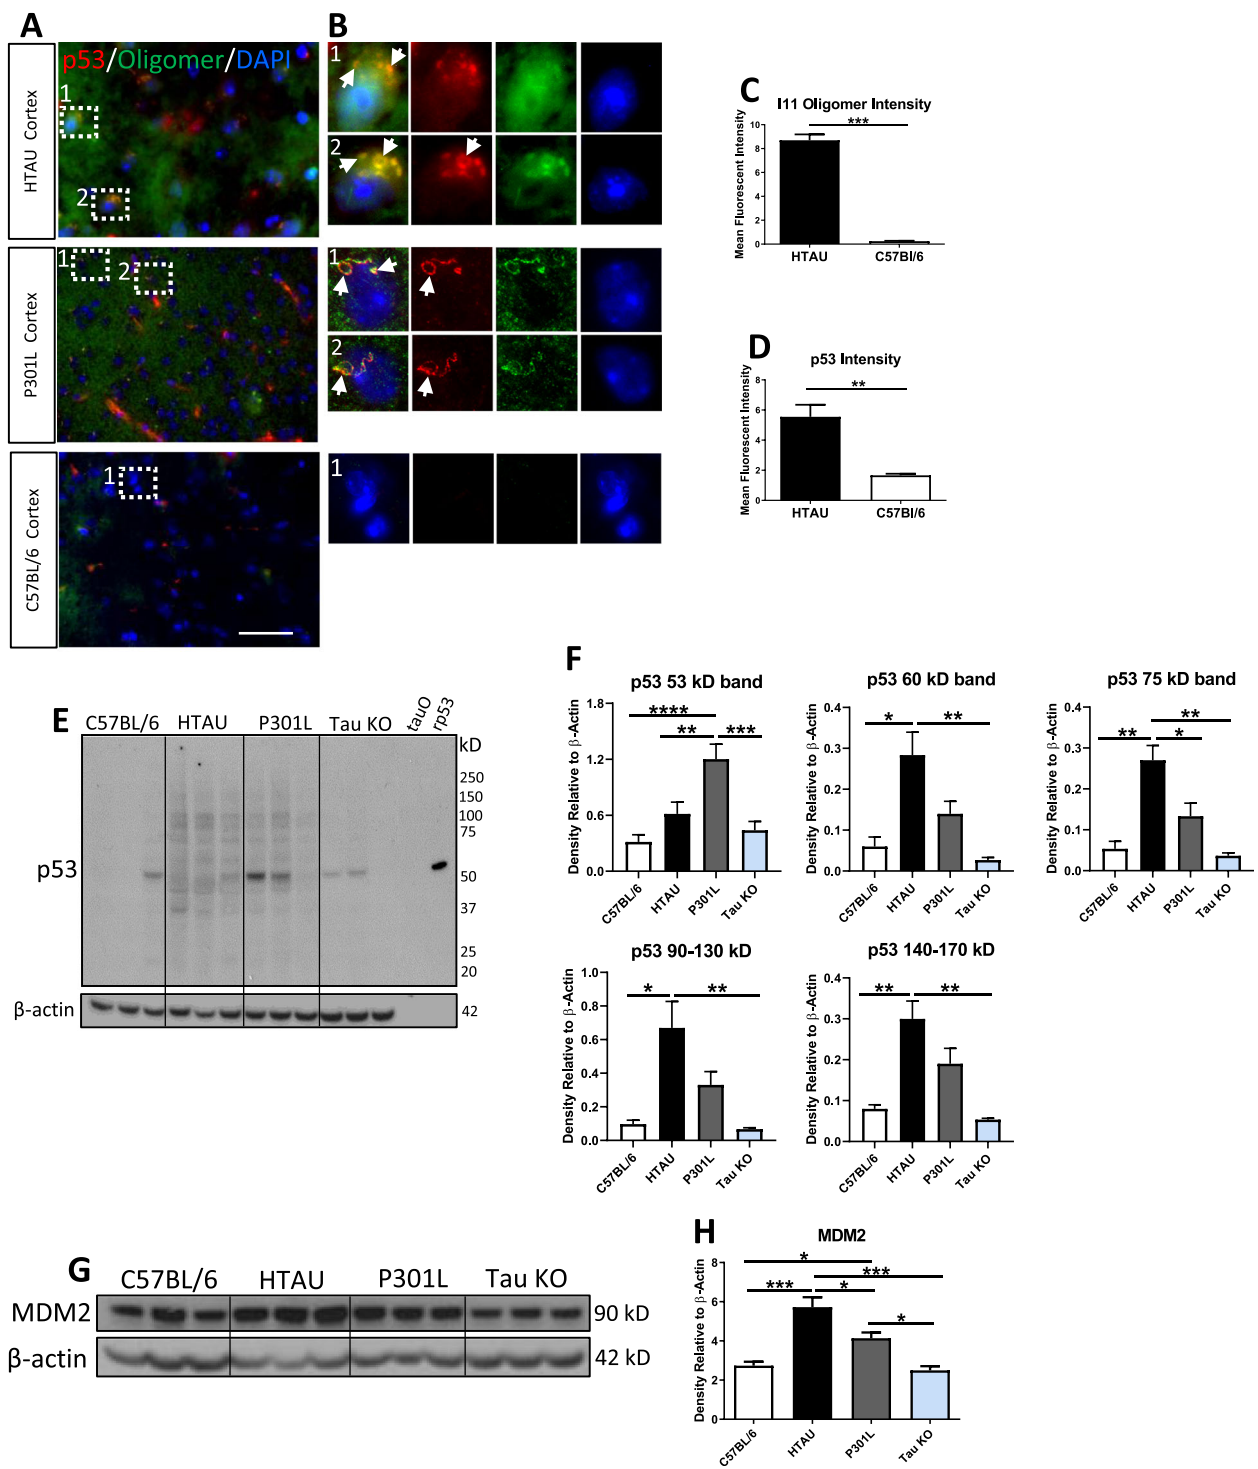 A
B
p53/Oligomer/DAPI
HTAU Cortex
1
2
1
2
P301L Cortex
1
2
1
2
C57BL/6 Cortex
1
1
C
I11 Oligomer Intensity
***
Mean Fluorescent Intensity
10
8
6
4
2
0
HTAU
C57Bl/6
D
p53 Intensity
**
Mean Fluorescent Intensity
8
6
4
2
0
HTAU
C57Bl/6
E
C57BL/6 HTAU P301L Tau KO tauO rp53
kD
250
150
100
75
50
37
25
20
p53
β-actin
42
F
p53 53 kD band
****
** ***
Density Relative to β-Actin
1.8
1.2
0.6
0.0
C57BL/6
HTAU
P301L
Tau KO
p53 60 kD band
* **
Density Relative to β-Actin
0.4
0.3
0.2
0.1
0.0
C57BL/6
HTAU
P301L
Tau KO
p53 75 kD band
**
** *
Density Relative to β-Actin
0.4
0.3
0.2
0.1
0.0
C57BL/6
HTAU
P301L
Tau KO
p53 90-130 kD
* **
Density Relative to β-Actin
1.0
0.8
0.6
0.4
0.2
0.0
C57BL/6
HTAU
P301L
Tau KO
p53 140-170 kD
** **
Density Relative to β-Actin
0.4
0.3
0.2
0.1
0.0
C57BL/6
HTAU
P301L
Tau KO
G
C57BL/6 HTAU P301L Tau KO
MDM2
90 kD
β-actin
42 kD
H
MDM2
*
***
*** *
*
Density Relative to β-Actin
8
6
4
2
0
C57BL/6
HTAU
P301L
Tau KO